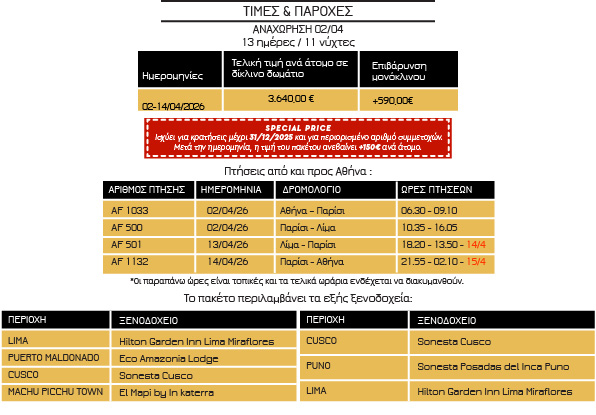 ΤΙΜΕΣ & ΠΑΡΟΧΕΣ
ΑΝΑΧΩΡΗΣΗ 02/04
13 ημέρες / 11 νύχτες
Ημερομηνίες Τελική τιμή ανά άτομο σε δίκλινο δωμάτιο Επιβάρυνση μονόκλινου
02-14/04/2026 3.640,00 € +590,00€
SPECIAL PRICE
Ισχύει για κρατήσεις μέχρι 31/12/2025 και για περιορισμένο αριθμό συμμετοχών.
Μετά την ημερομηνία, η τιμή του πακέτου ανεβαίνει +150€ ανά άτομο.
Πτήσεις από και προς Αθήνα :
ΑΡΙΘΜΟΣ ΠΤΗΣΗΣ ΗΜΕΡΟΜΗΝΙΑ ΔΡΟΜΟΛΟΓΙΟ ΩΡΕΣ ΠΤΗΣΕΩΝ
AF 1033 02/04/26 Αθήνα – Παρίσι 06.30 - 09.10
AF 500 02/04/26 Παρίσι - Λίμα 10.35 - 16.05
AF 501 13/04/26 Λίμα - Παρίσι 18.20 - 13.50 - 14/4
AF 1132 14/04/26 Παρίσι - Αθήνα 21.55 - 02.10 - 15/4
*Οι παραπάνω ώρες είναι τοπικές και τα τελικά ωράρια ενδέχεται να διακυμανθούν.
Το πακέτο περιλαμβάνει τα εξής ξενοδοχεία:
ΠΕΡΙΟΧΗ ΞΕΝΟΔΟΧΕΙΟ
LIMA Hilton Garden Inn Lima Miraflores
PUERTO MALDONADO Eco Amazonia Lodge
CUSCO Sonesta Cusco
MACHU PICCHU TOWN El Mapi by In katerra
ΠΕΡΙΟΧΗ ΞΕΝΟΔΟΧΕΙΟ
CUSCO Sonesta Cusco
PUNO Sonesta Posadas del Inca Puno
LIMA Hilton Garden Inn Lima Miraflores